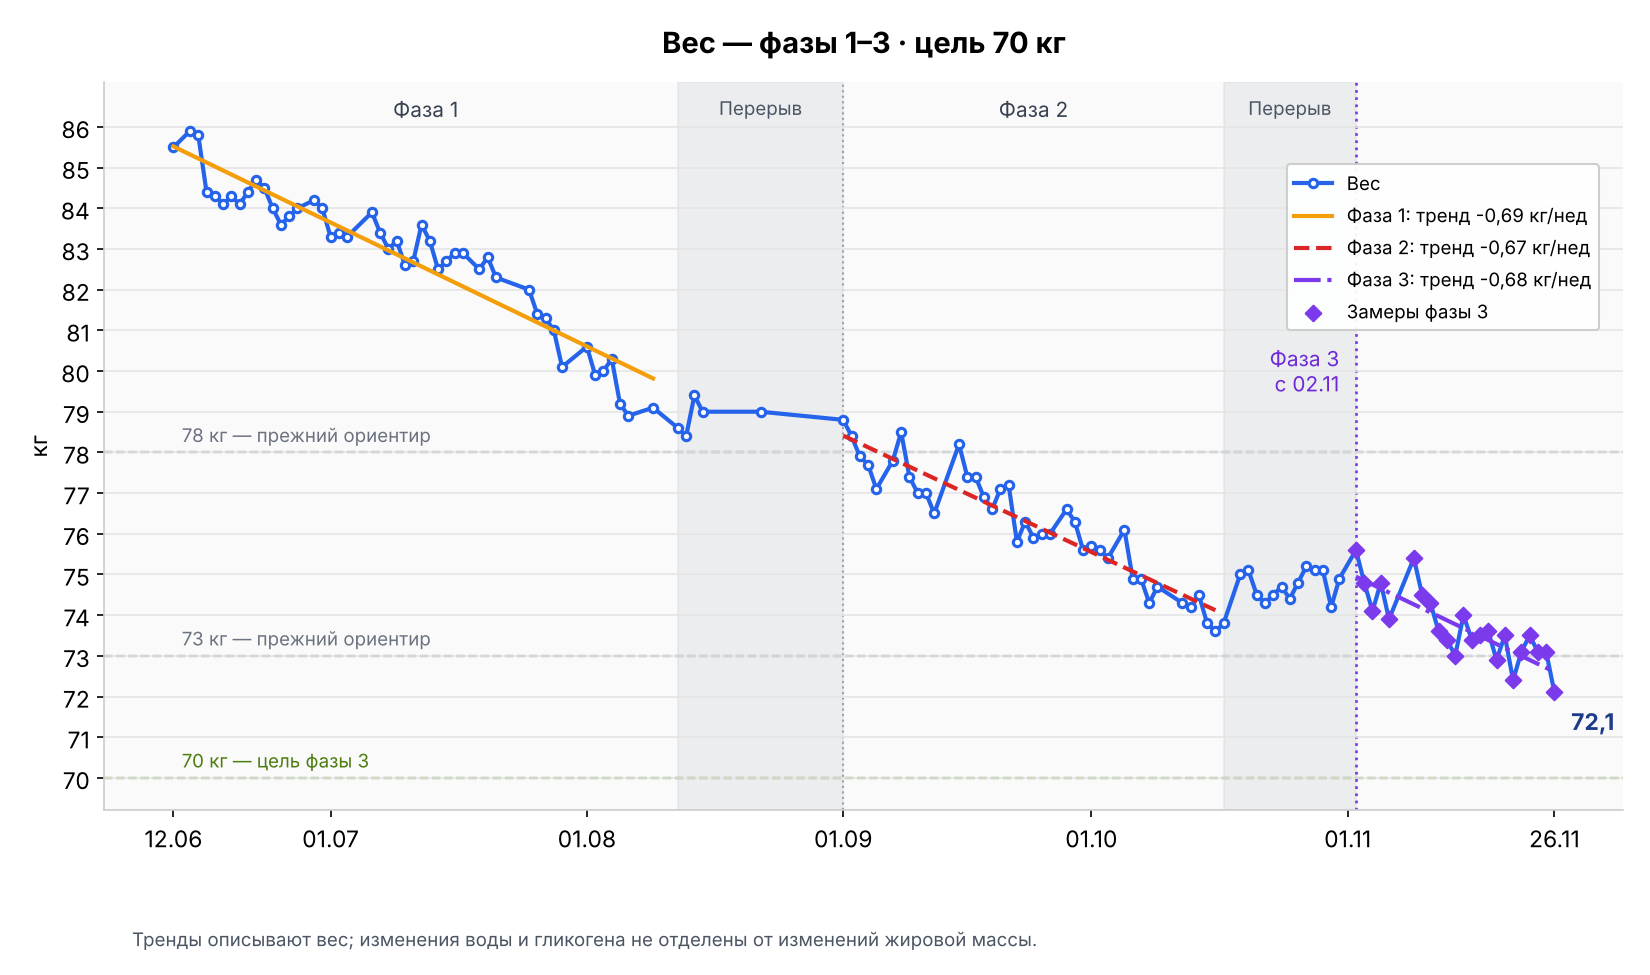 Вес — фазы 1–3 · цель 70 кг
Фаза 1
Перерыв
Фаза 2
Перерыв
Вес
Фаза 1: тренд -0,69 кг/нед
Фаза 2: тренд -0,67 кг/нед
Фаза 3: тренд -0,68 кг/нед
Замеры фазы 3
Фаза 3
с 02.11
86
85
84
83
82
81
80
79
78
77
76
75
74
73
72
71
70
кг
78 кг — прежний ориентир
73 кг — прежний ориентир
70 кг — цель фазы 3
72,1
12.06
01.07
01.08
01.09
01.10
01.11
26.11
Тренды описывают вес; изменения воды и гликогена не отделены от изменений жировой массы.